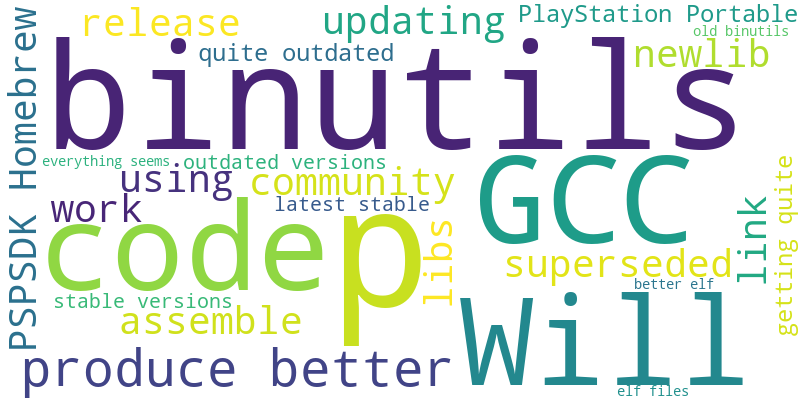 release
updating
PlayStation Portable
old binutils
quite outdated
newlib
binutils
PSPSDK Homebrew
everything seems
outdated versions
using
community
GCC
getting quite
work
latest stable
code
p
libs
link
superseded
stable versions
assemble
better elf
Will
produce better
elf files